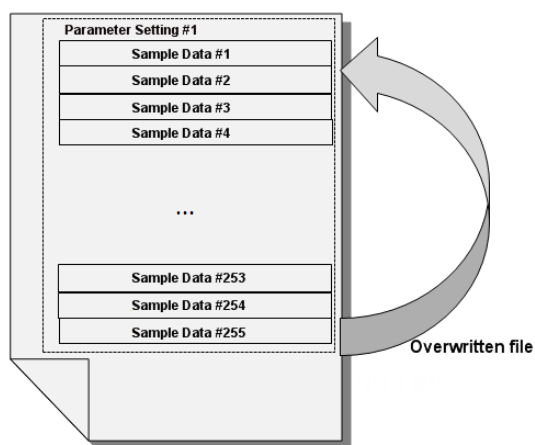 Parameter Setting #1
Sample Data #1
Sample Data #2
Sample Data #3
Sample Data #4
...
Sample Data #253
Sample Data #254
Sample Data #255
Overwritten file